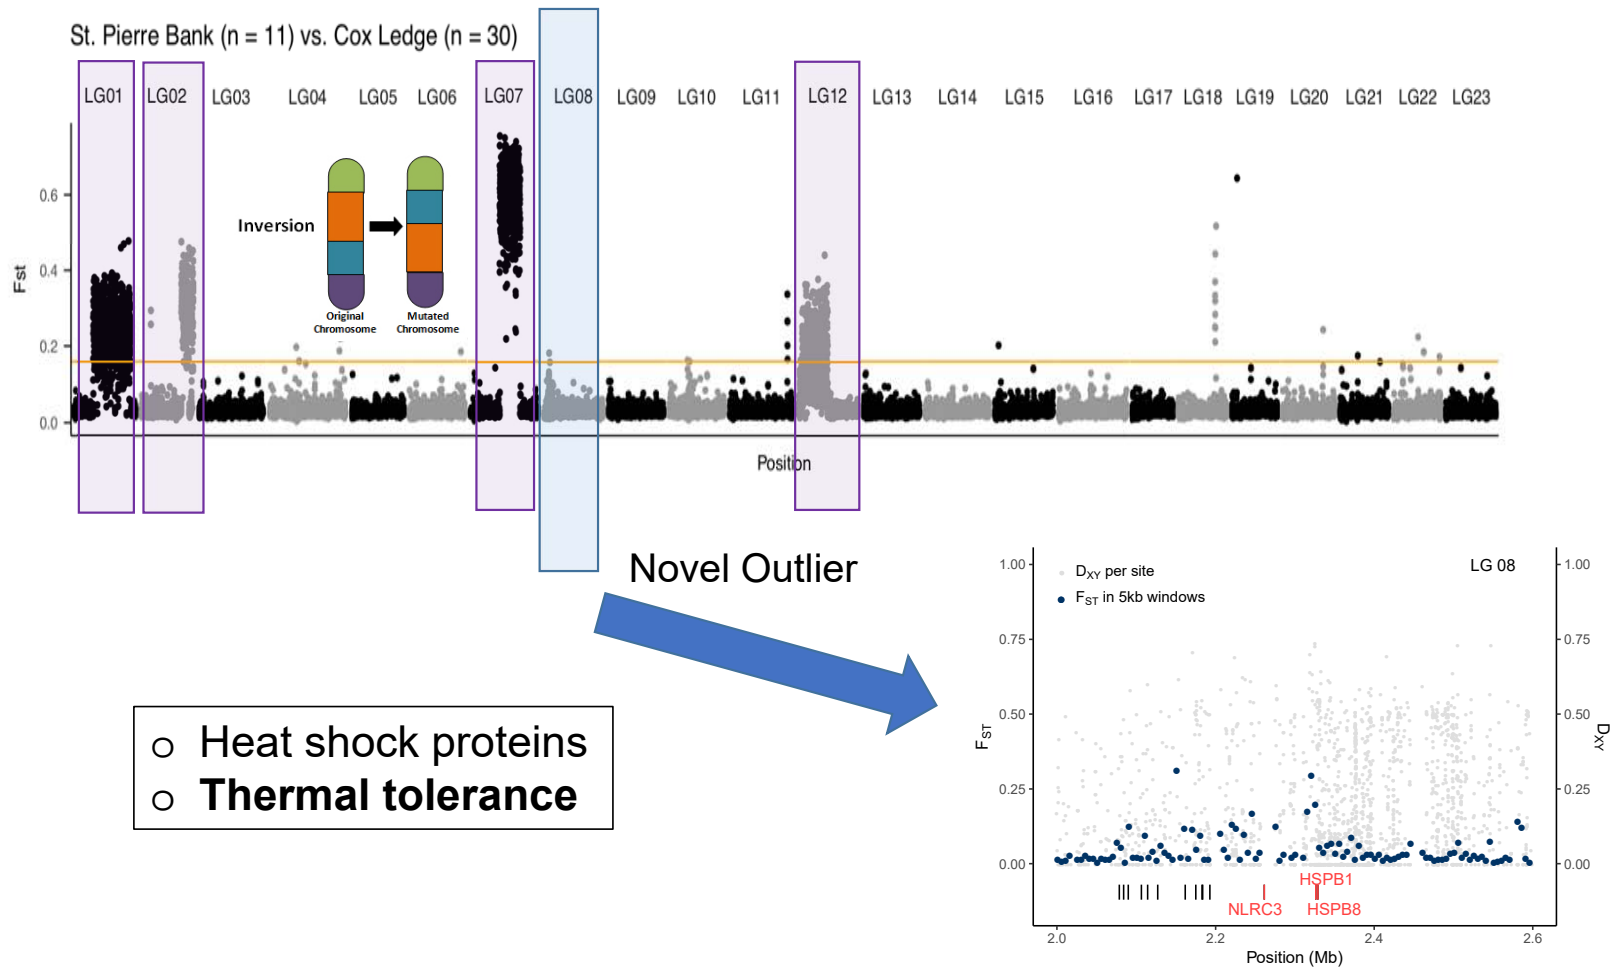 St. Pierre Bank (n = 11) vs. Cox Ledge (n = 30)
LG01 LG02 LG03 LG04 LG05 LG06 LG07 LG08 LG09 LG10 LG11 LG12 LG13 LG14 LG15 LG16 LG17 LG18 LG19 LG20 LG21 LG22 LG23
Fst
0.6
0.4
0.2
0.0
Inversion
Original
Chromosome
Mutated
Chromosome
Position
Novel Outlier
o Heat shock proteins
o Thermal tolerance
LG 08
DXY per site
FST in 5kb windows
1.00
0.75
0.50
0.25
0.00
FST
1.00
0.75
0.50
0.25
0.00
DXY
HSPB1
NLRC3 HSPB8
2.0 2.2 2.4 2.6
Position (Mb)